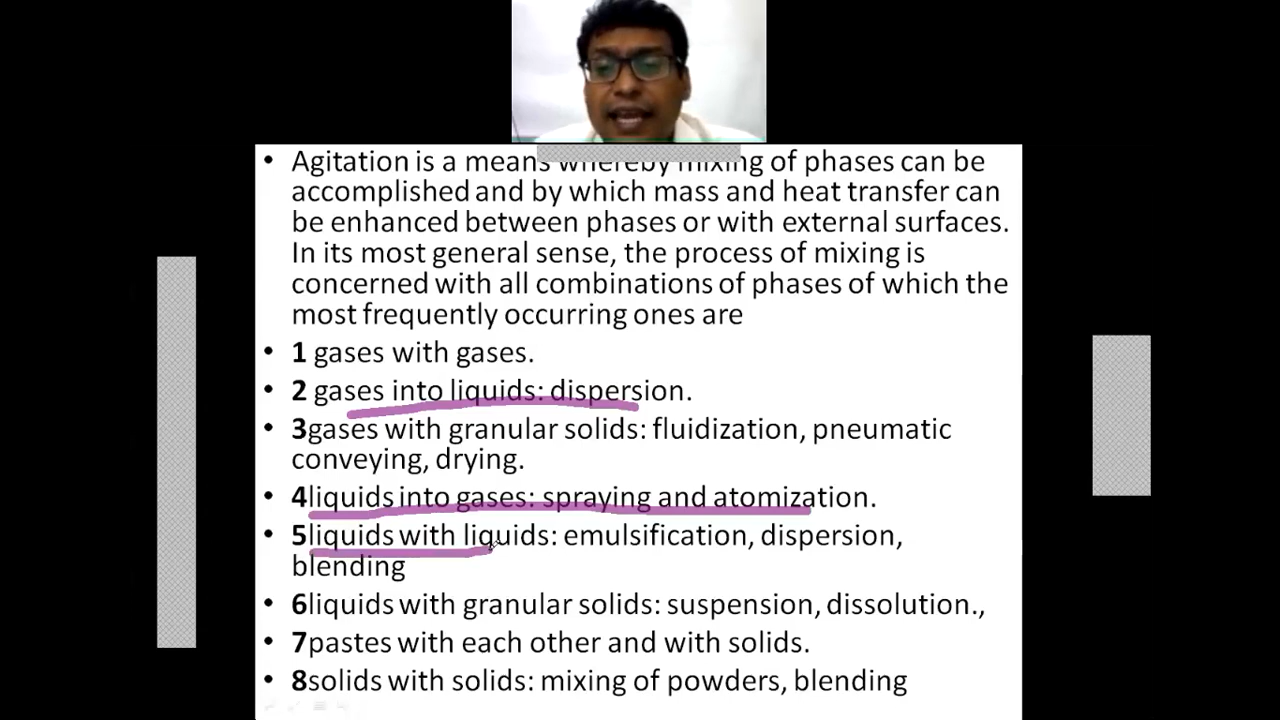 • Agitation is a means whereby mixing of phases can be
accomplished and by which mass and heat transfer can
be enhanced between phases or with external surfaces.
In its most general sense, the process of mixing is
concerned with all combinations of phases of which the
most frequently occurring ones are
• 1 gases with gases.
• 2 gases into liquids: dispersion.
• 3gases with granular solids: fluidization, pneumatic
conveying, drying.
• 4liquids into gases: spraying and atomization.
• 5liquids with liquids: emulsification, dispersion,
blending
• 6liquids with granular solids: suspension, dissolution.,
• 7pastes with each other and with solids.
• 8solids with solids: mixing of powders, blending